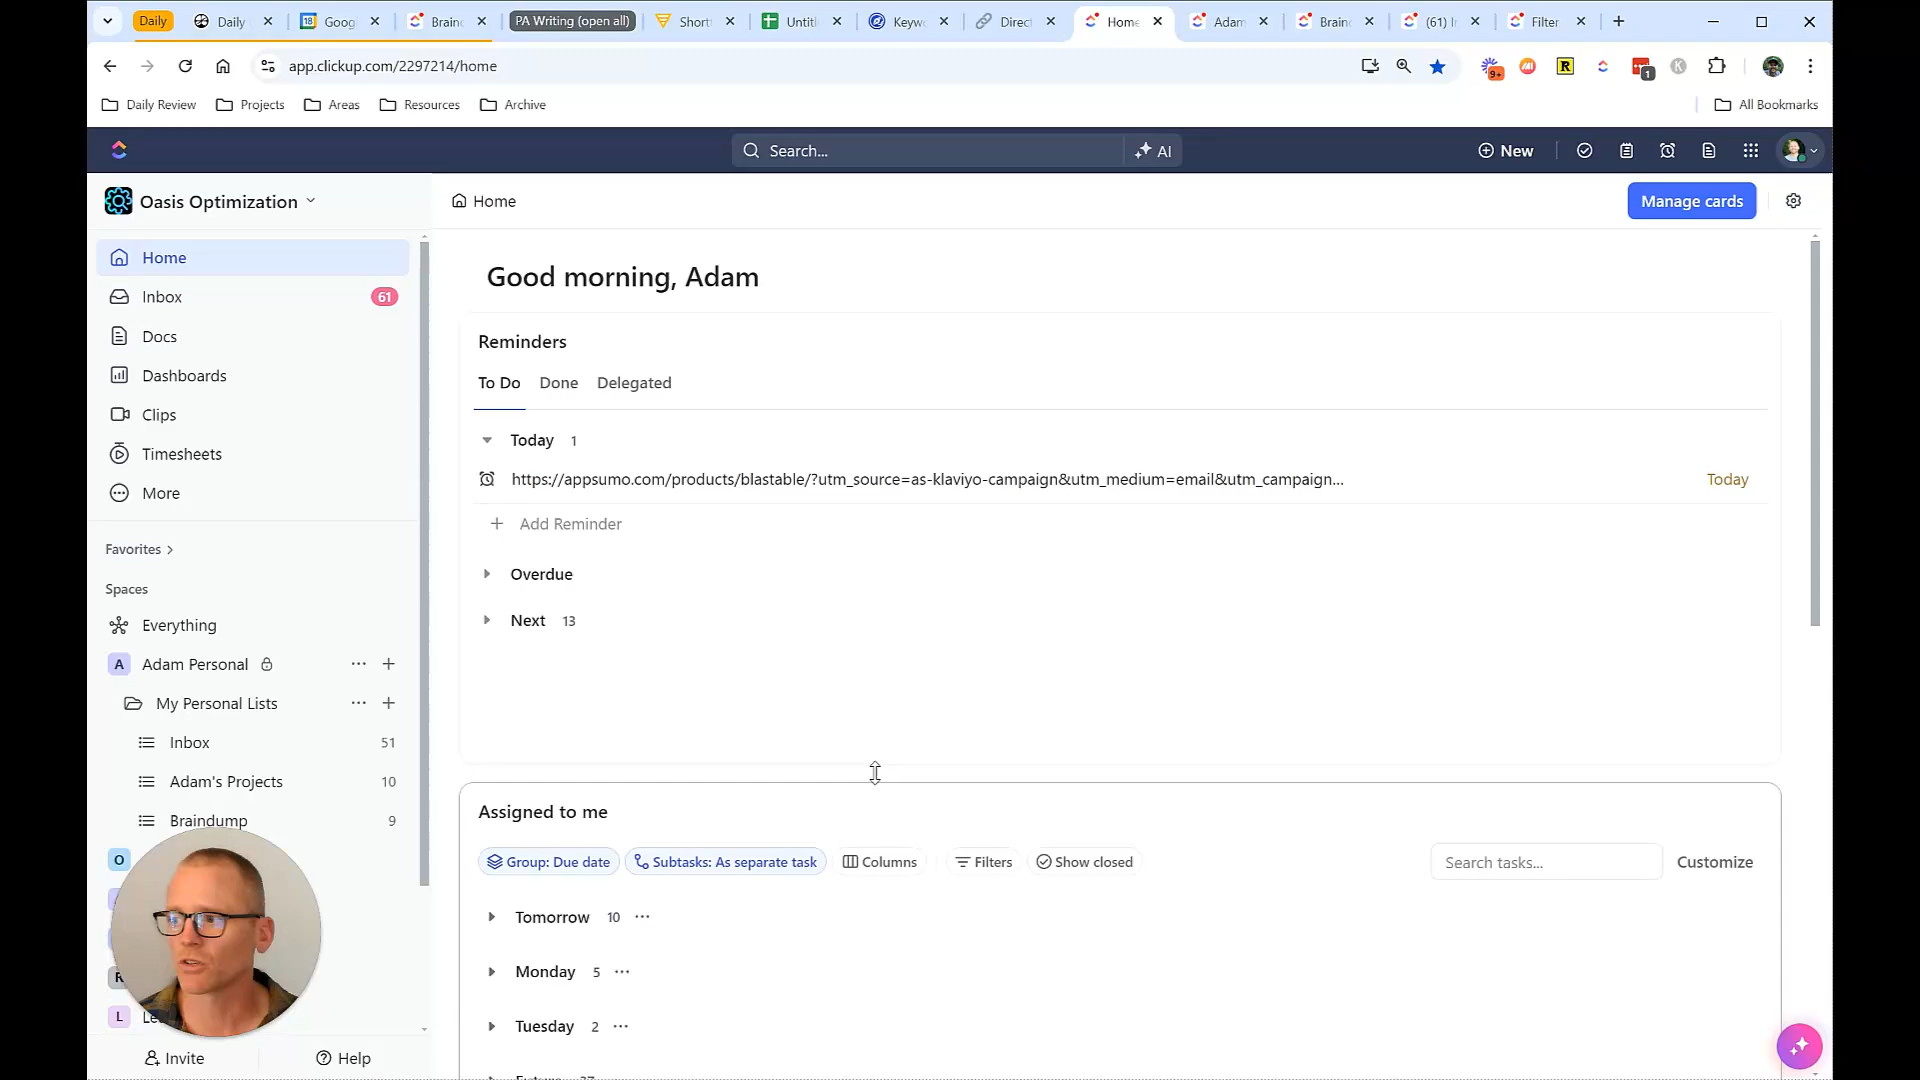 Daily
Daily
Goog
Brainc
PA Writing (open all)
Short
Untitl
Keyw
Direct
Home
Adam
Brainc
(61) I
Filter
app.clickup.com/2297214/home
9+
R
1
K
Daily Review
Projects
Areas
Resources
Archive
All Bookmarks
Search...
AI
New
Oasis Optimization
Home
Manage cards
Home
Inbox
61
Docs
Dashboards
Clips
Timesheets
More
Favorites
Spaces
Everything
A
Adam Personal
My Personal Lists
Inbox
51
Adam's Projects
10
Braindump
9
O
R
L
Invite
Help
Good morning, Adam
Reminders
To Do
Done
Delegated
Today
1
https://appsumo.com/products/blastable/?utm_source=as-klaviyo-campaign&utm_medium=email&utm_campaign...
Today
Add Reminder
Overdue
Next
13
Assigned to me
Group: Due date
Subtasks: As separate task
Columns
Filters
Show closed
Search tasks...
Customize
Tomorrow
10
Monday
5
Tuesday
2